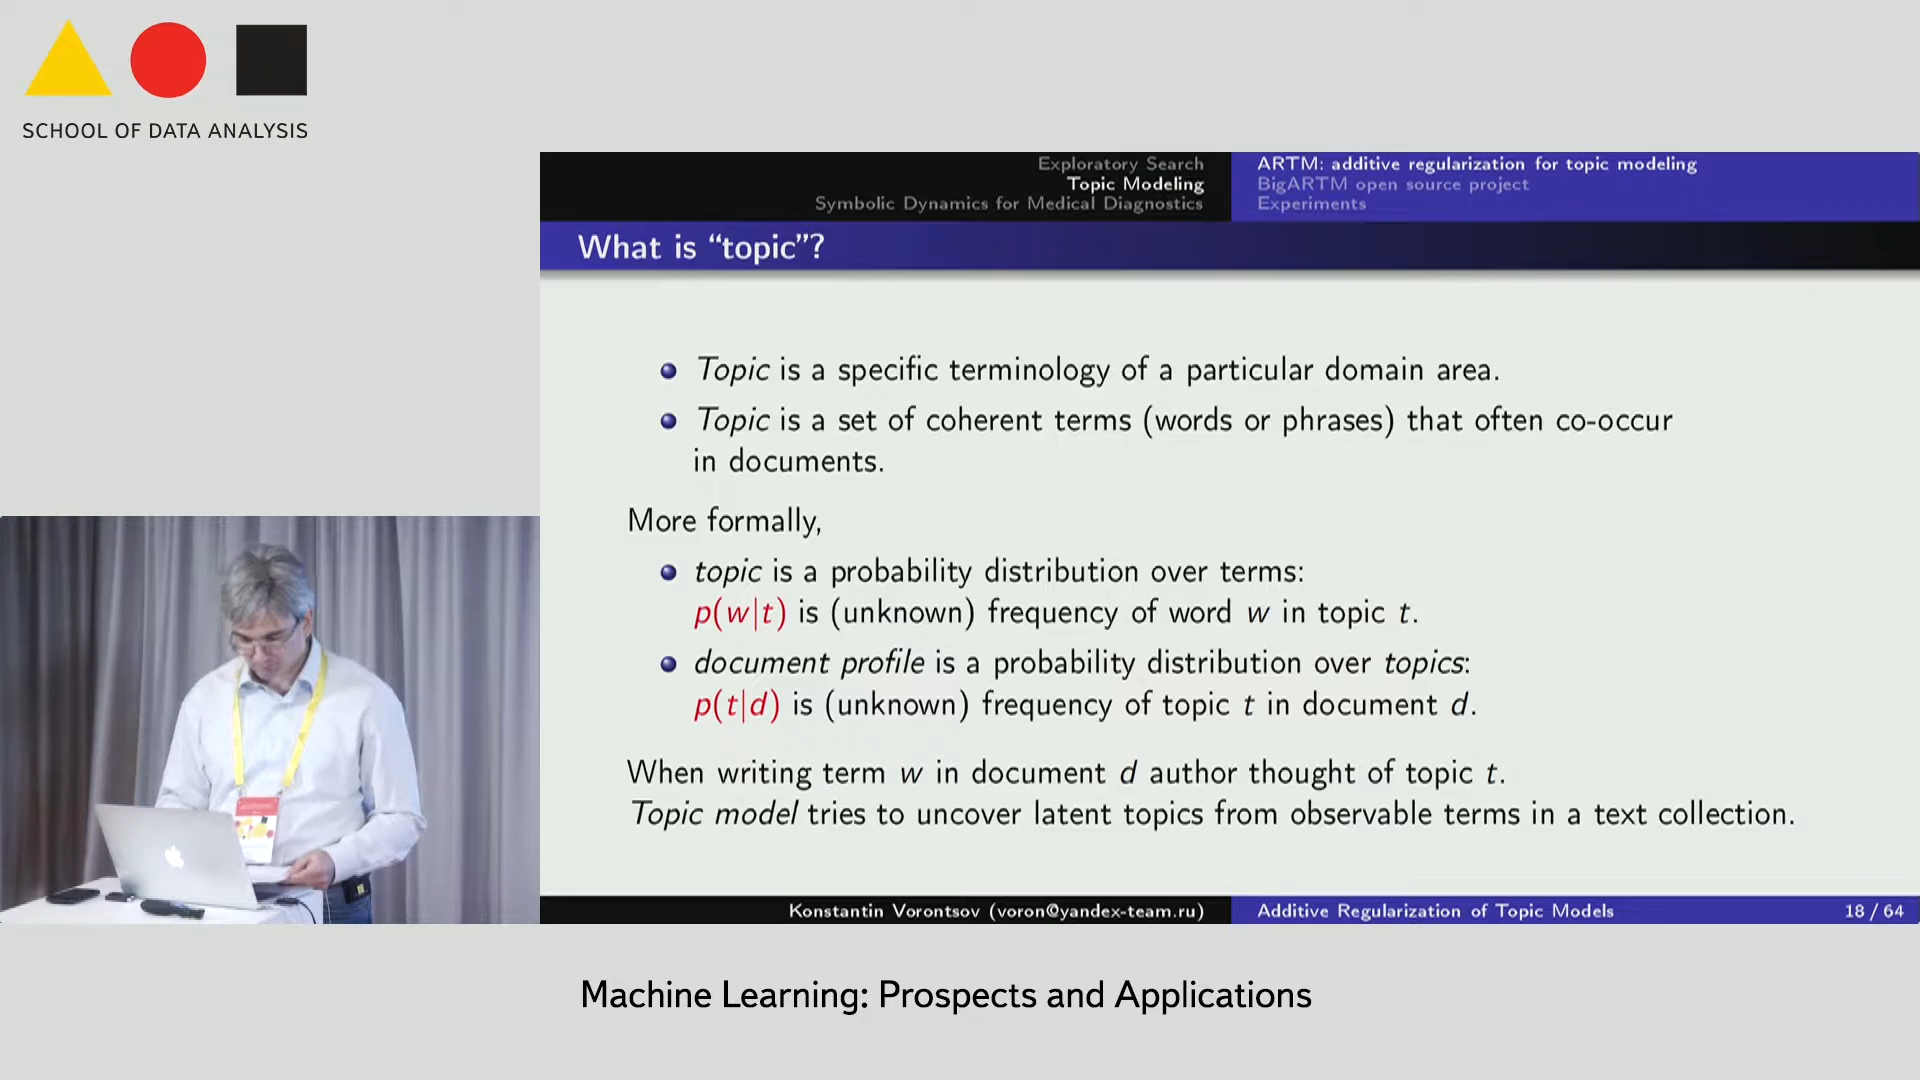 SCHOOL OF DATA ANALYSIS
Exploratory Search
Topic Modeling
Symbolic Dynamics for Medical Diagnostics
ARTM: additive regularization for topic modeling
BigARTM open source project
Experiments
What is “topic”?
Topic is a specific terminology of a particular domain area.
Topic is a set of coherent terms (words or phrases) that often co-occur
in documents.
More formally,
topic is a probability distribution over terms:
p(w|t) is (unknown) frequency of word w in topic t.
document profile is a probability distribution over topics:
p(t|d) is (unknown) frequency of topic t in document d.
When writing term w in document d author thought of topic t.
Topic model tries to uncover latent topics from observable terms in a text collection.
Konstantin Vorontsov (voron@yandex-team.ru)
Additive Regularization of Topic Models
18 / 64
Machine Learning: Prospects and Applications